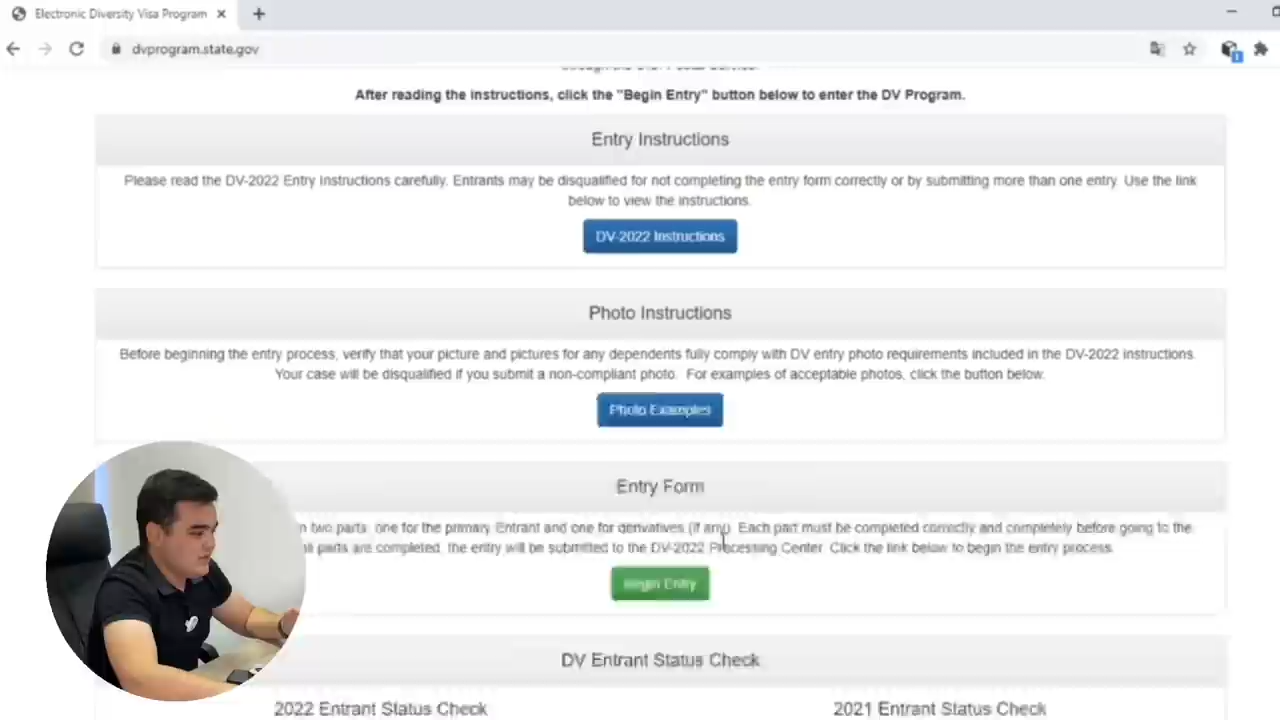 Electronic Diversity Visa Program
dvprogram.state.gov
After reading the instructions, click the "Begin Entry" button below to enter the DV Program.
Entry Instructions
Please read the DV-2022 Entry Instructions carefully. Entrants may be disqualified for not completing the entry form correctly or by submitting more than one entry. Use the link
below to view the instructions.
DV-2022 Instructions
Photo Instructions
Before beginning the entry process, verify that your picture and pictures for any dependents fully comply with DV entry photo requirements included in the DV-2022 instructions.
Your case will be disqualified if you submit a non-compliant photo. For examples of acceptable photos, click the button below.
Photo Examples
Entry Form
two parts: one for the primary Entrant and one for derivatives (if any). Each part must be completed correctly and completely before going to the
parts are completed, the entry will be submitted to the DV-2022 Processing Center. Click the link below to begin the entry process.
Begin Entry
DV Entrant Status Check
2022 Entrant Status Check
2021 Entrant Status Check